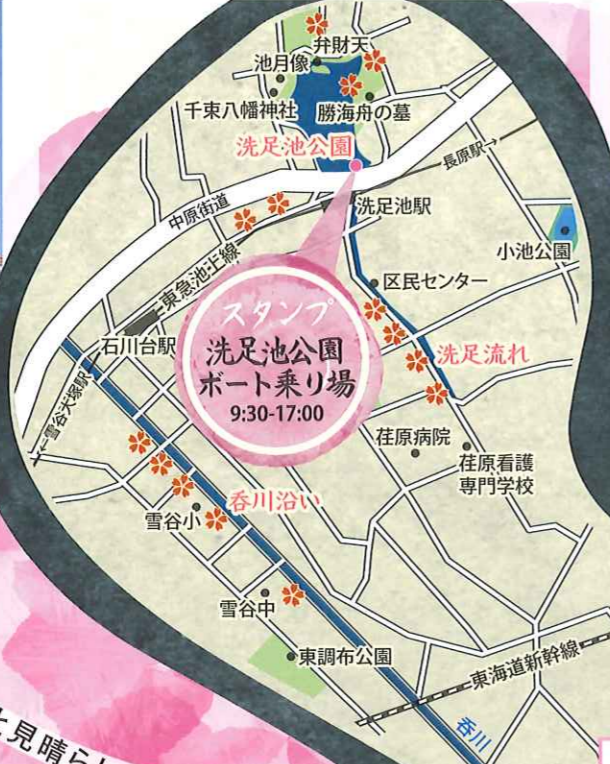 弁財天
池月像
千束八幡神社
勝海舟の墓
洗足池公園
長原駅→
中原街道
洗足池駅
小池公園
東急池上線
区民センター
スタンプ
洗足池公園
ボート乗り場
9:30-17:00
石川台駅
洗足流れ
←雪谷大塚駅
荏原病院
荏原看護
専門学校
呑川沿い
雪谷小
雪谷中
東調布公園
東海道新幹線
呑川
と見晴ら